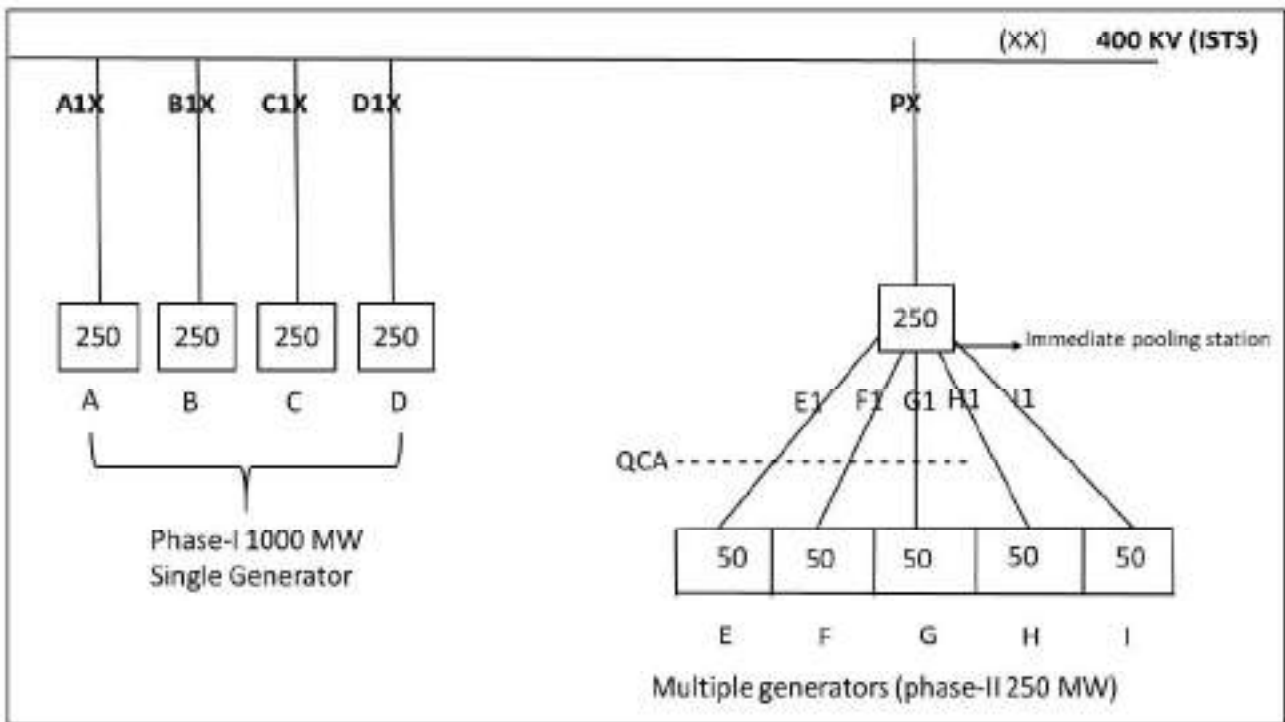 (XX) 400 KV (ISTS)
A1X B1X C1X D1X PX
250 250 250 250
250
Immediate pooling station
A B C D
E1 F1 G1 H1 I1
QCA
Phase-I 1000 MW
Single Generator
50 50 50 50 50
E F G H I
Multiple generators (phase-II 250 MW)